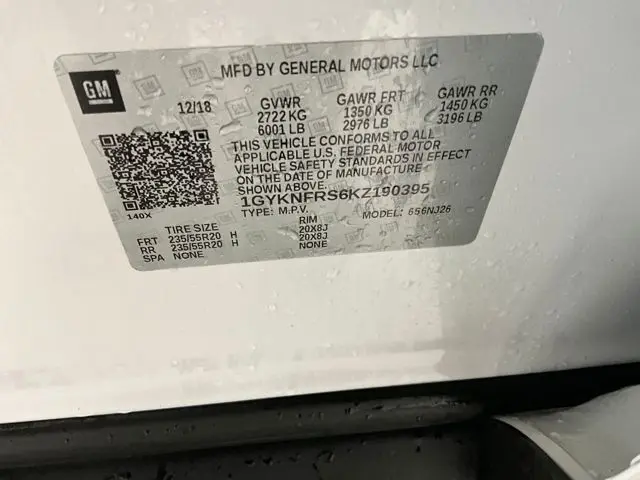 GM
MFD BY GENERAL MOTORS LLC
12/18 GVWR GAWR FRT GAWR RR
2722 KG 1350 KG 1450 KG
6001 LB 2976 LB 3196 LB
THIS VEHICLE CONFORMS TO ALL
APPLICABLE U.S. FEDERAL MOTOR
VEHICLE SAFETY STANDARDS IN EFFECT
ON THE DATE OF MANUFACTURE
SHOWN ABOVE.
1GYKNFRS6KZ190395
140X TYPE: M.P.V. MODEL: 656NJ26
TIRE SIZE RIM
FRT 235/55R20 H 20X8J
RR 235/55R20 H 20X8J
SPA NONE NONE